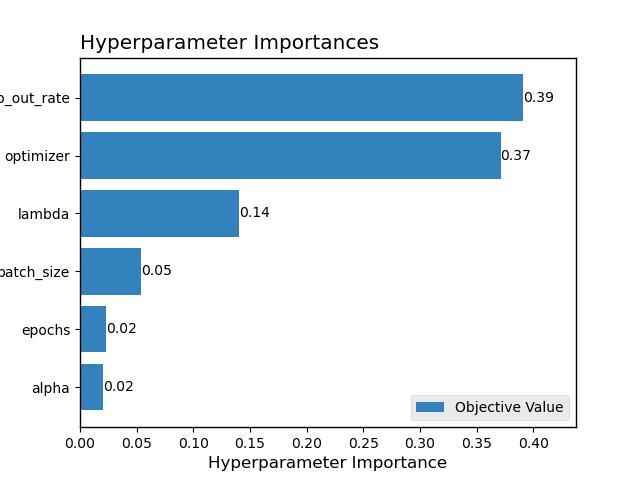 Hyperparameter Importances
_out_rate
0.39
optimizer
0.37
lambda
0.14
batch_size
0.05
epochs
0.02
alpha
0.02
Objective Value
0.00 0.05 0.10 0.15 0.20 0.25 0.30 0.35 0.40
Hyperparameter Importance